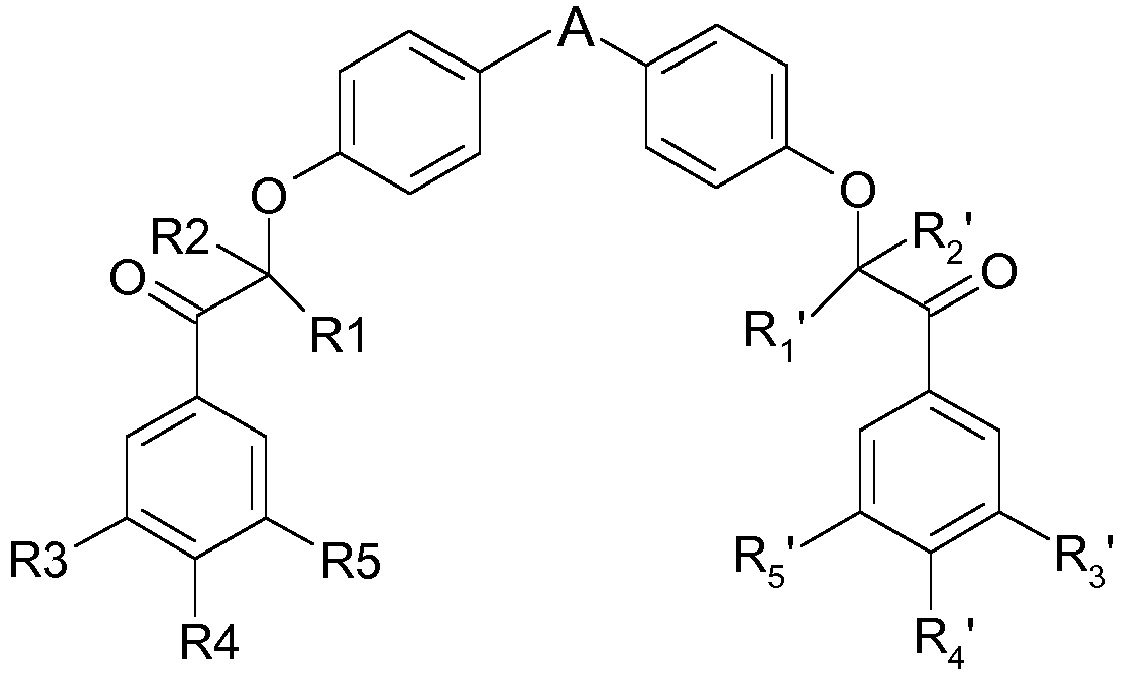 A
O O
R2 R₂'
O O
R1 R₁'
R3 R5 R₅' R₃'
R4 R₄'